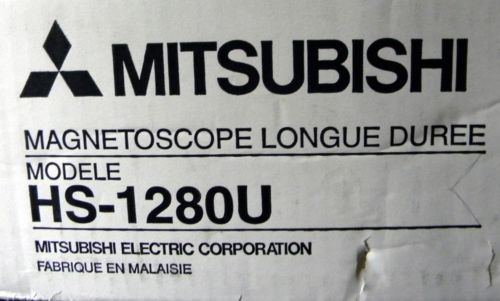 MITSUBISHI
MAGNETOSCOPE LONGUE DUREE
MODELE
HS-1280U
MITSUBISHI ELECTRIC CORPORATION
FABRIQUE EN MALAISIE